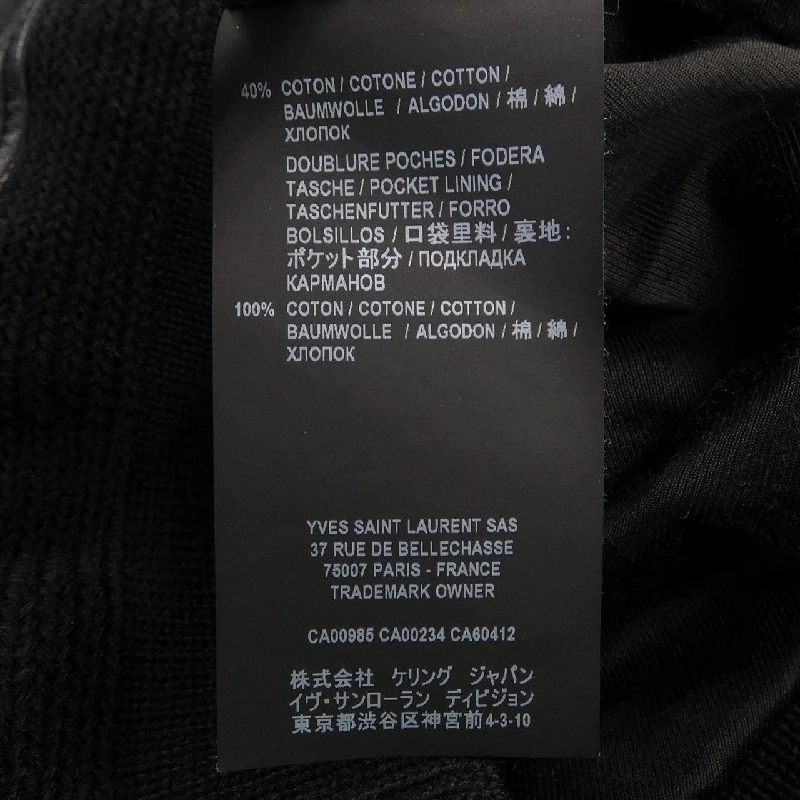 40% COTON / COTONE / COTTON /
BAUMWOLLE / ALGODON / 棉 / 綿 /
ХЛОПОК
DOUBLURE POCHES / FODERA
TASCHE / POCKET LINING /
TASCHENFUTTER / FORRO
BOLSILLOS / 口袋里料 / 裏地:
ポケット部分 / ПОДКЛАДКА
КАРМАНОВ
100% COTON / COTONE / COTTON /
BAUMWOLLE / ALGODON / 棉 / 綿 /
ХЛОПОК
YVES SAINT LAURENT SAS
37 RUE DE BELLECHASSE
75007 PARIS - FRANCE
TRADEMARK OWNER
CA00985 CA00234 CA60412
株式会社 ケリング ジャパン
イヴ・サンローラン ディビジョン
東京都渋谷区神宮前4-3-10